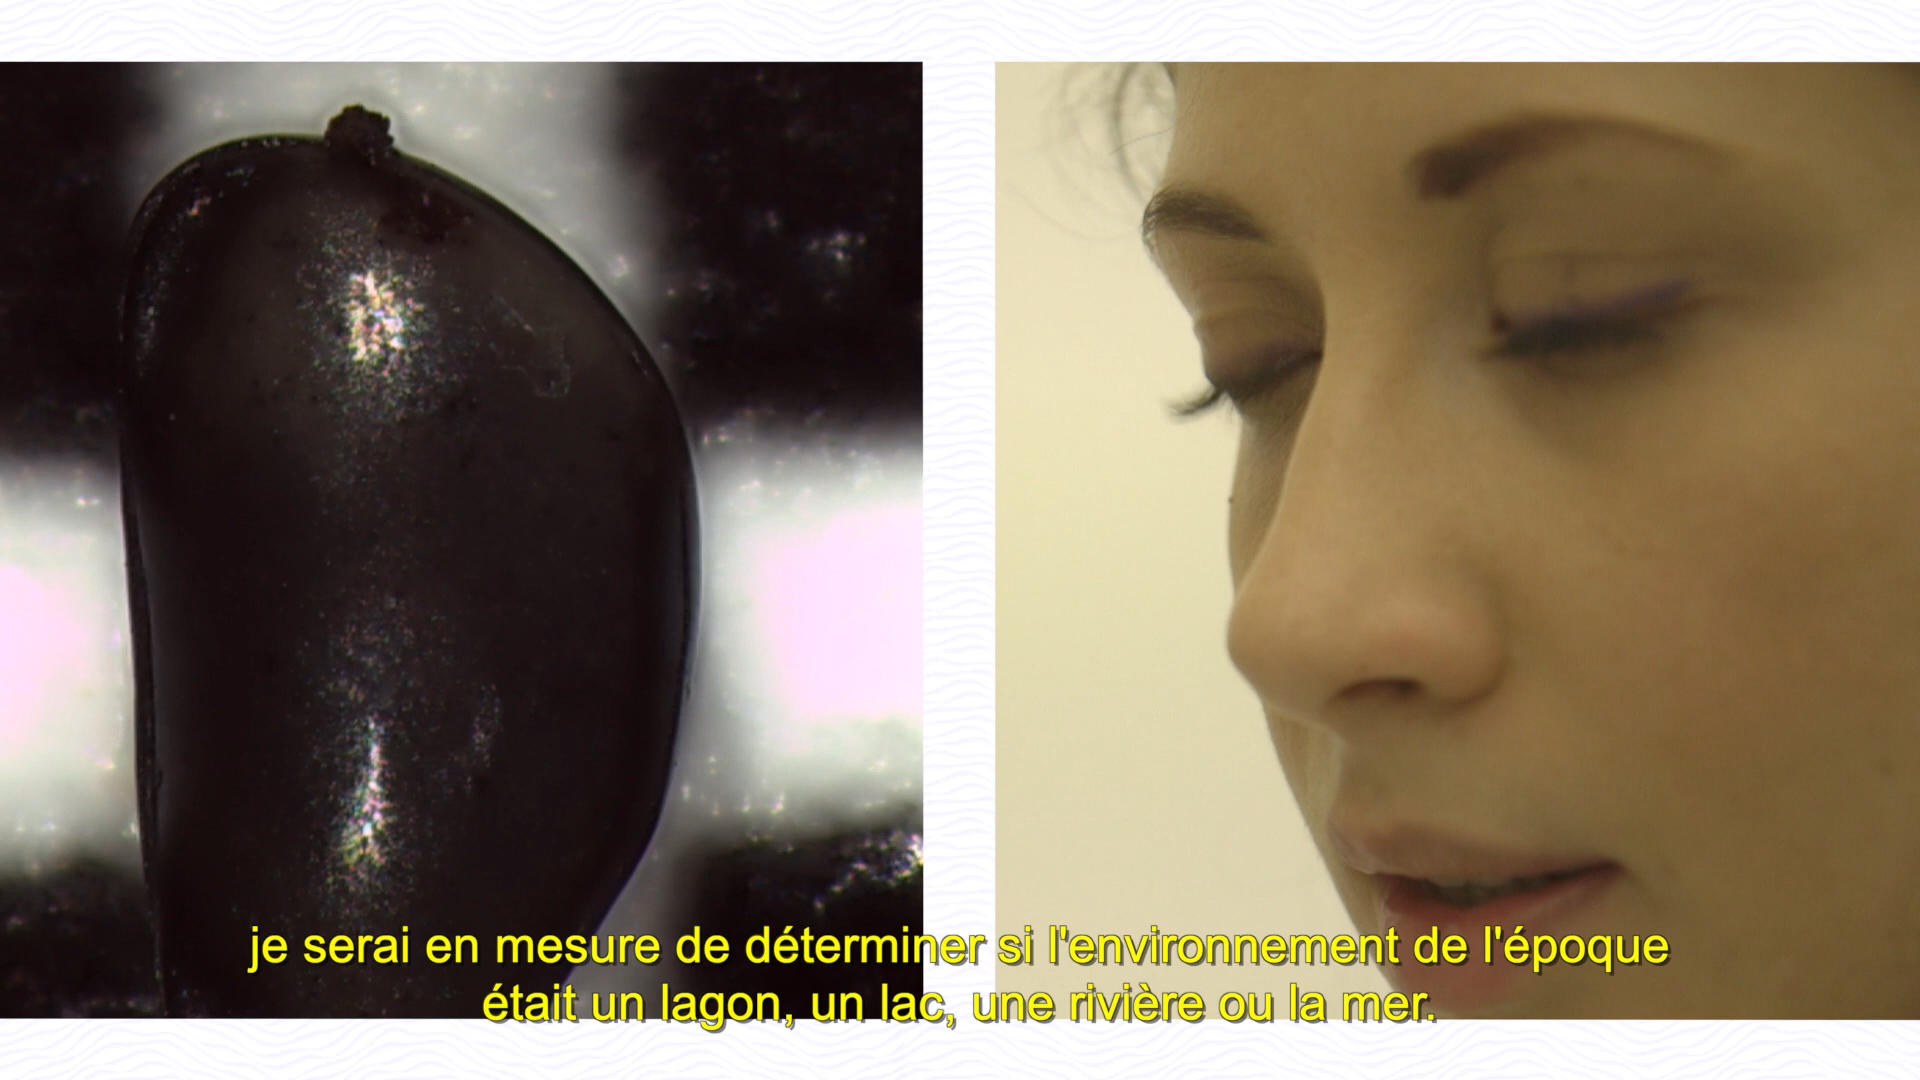 je serai en mesure de déterminer si l'environnement de l'époque
était un lagon, un lac, une rivière ou la mer.